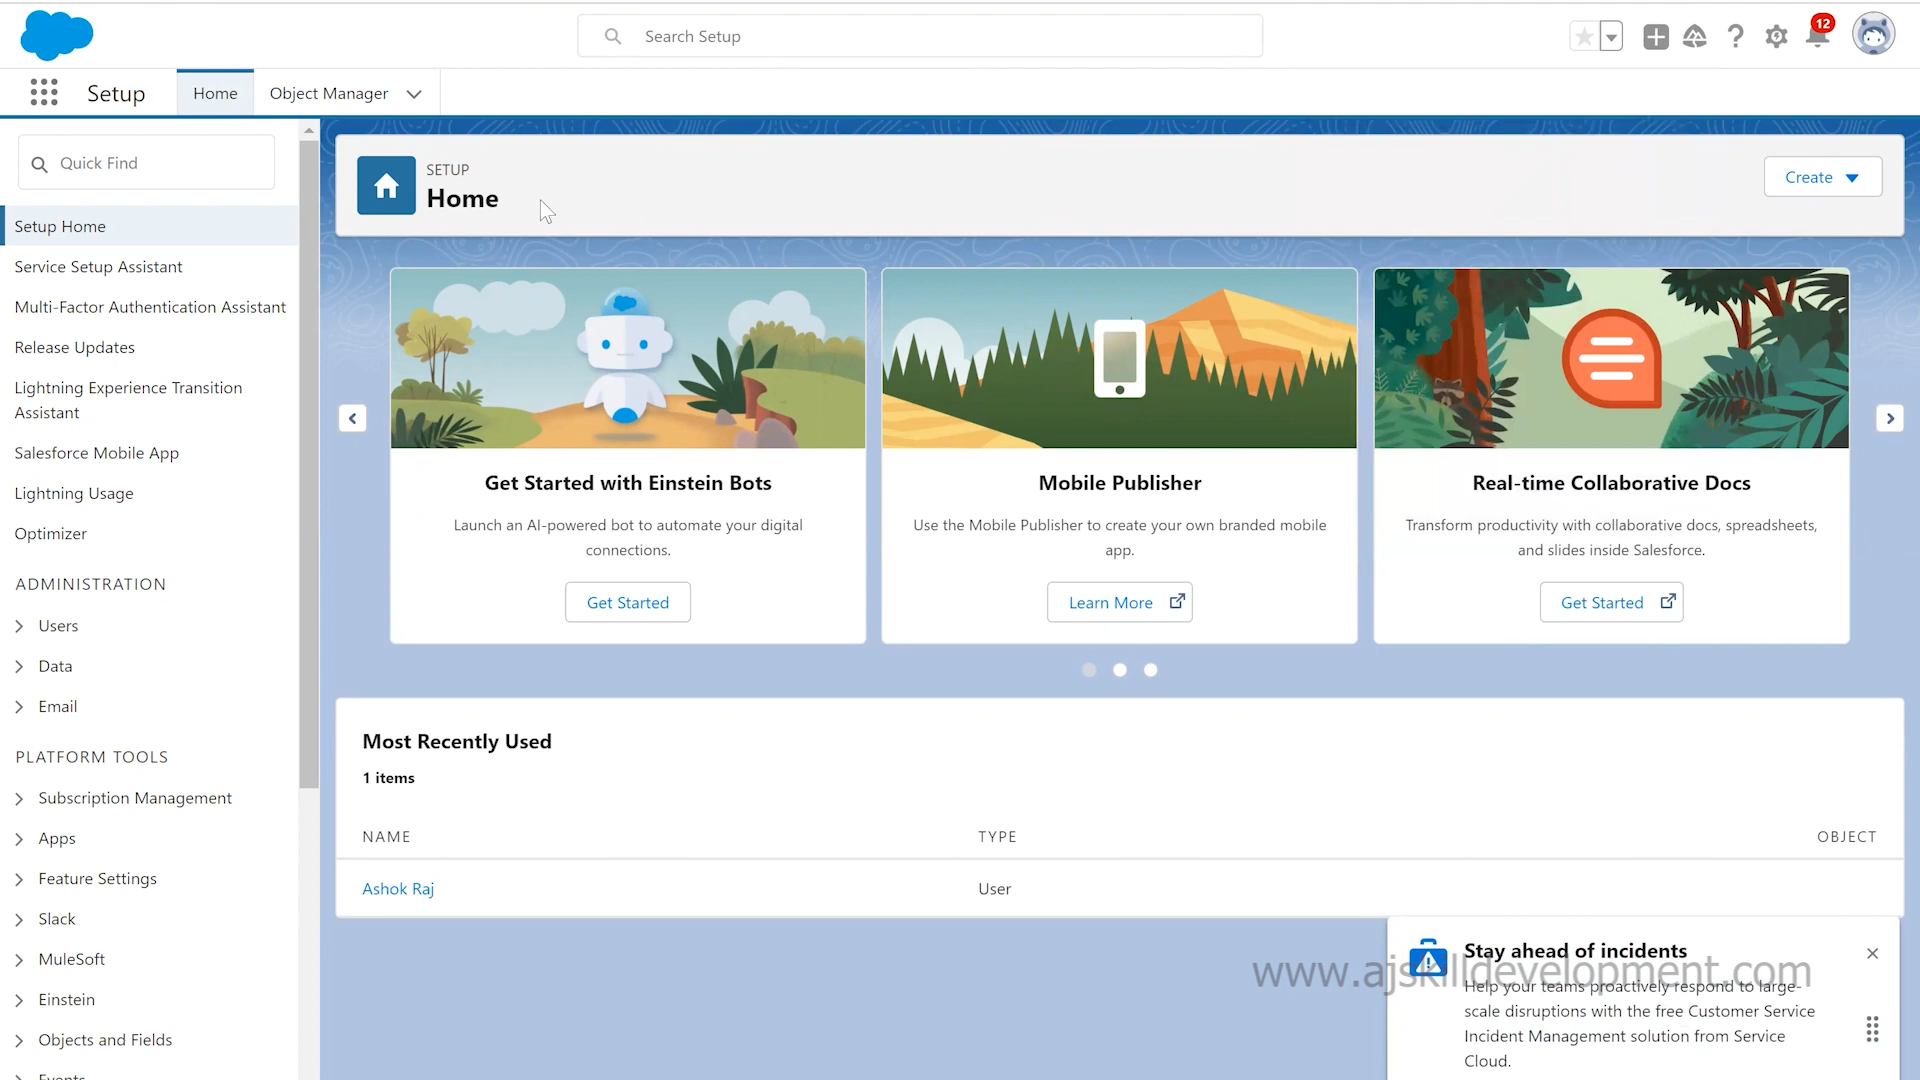 Search Setup
12
Setup
Home
Object Manager
Quick Find
Setup Home
Service Setup Assistant
Multi-Factor Authentication Assistant
Release Updates
Lightning Experience Transition
Assistant
Salesforce Mobile App
Lightning Usage
Optimizer
ADMINISTRATION
Users
Data
Email
PLATFORM TOOLS
Subscription Management
Apps
Feature Settings
Slack
MuleSoft
Einstein
Objects and Fields
Events
SETUP
Home
Create
Get Started with Einstein Bots
Launch an AI-powered bot to automate your digital
connections.
Get Started
Mobile Publisher
Use the Mobile Publisher to create your own branded mobile
app.
Learn More
Real-time Collaborative Docs
Transform productivity with collaborative docs, spreadsheets,
and slides inside Salesforce.
Get Started
Most Recently Used
1 items
NAME TYPE OBJECT
Ashok Raj User
Stay ahead of incidents
www.ajskilldevelopment.com
Help your teams proactively respond to large-
scale disruptions with the free Customer Service
Incident Management solution from Service
Cloud.